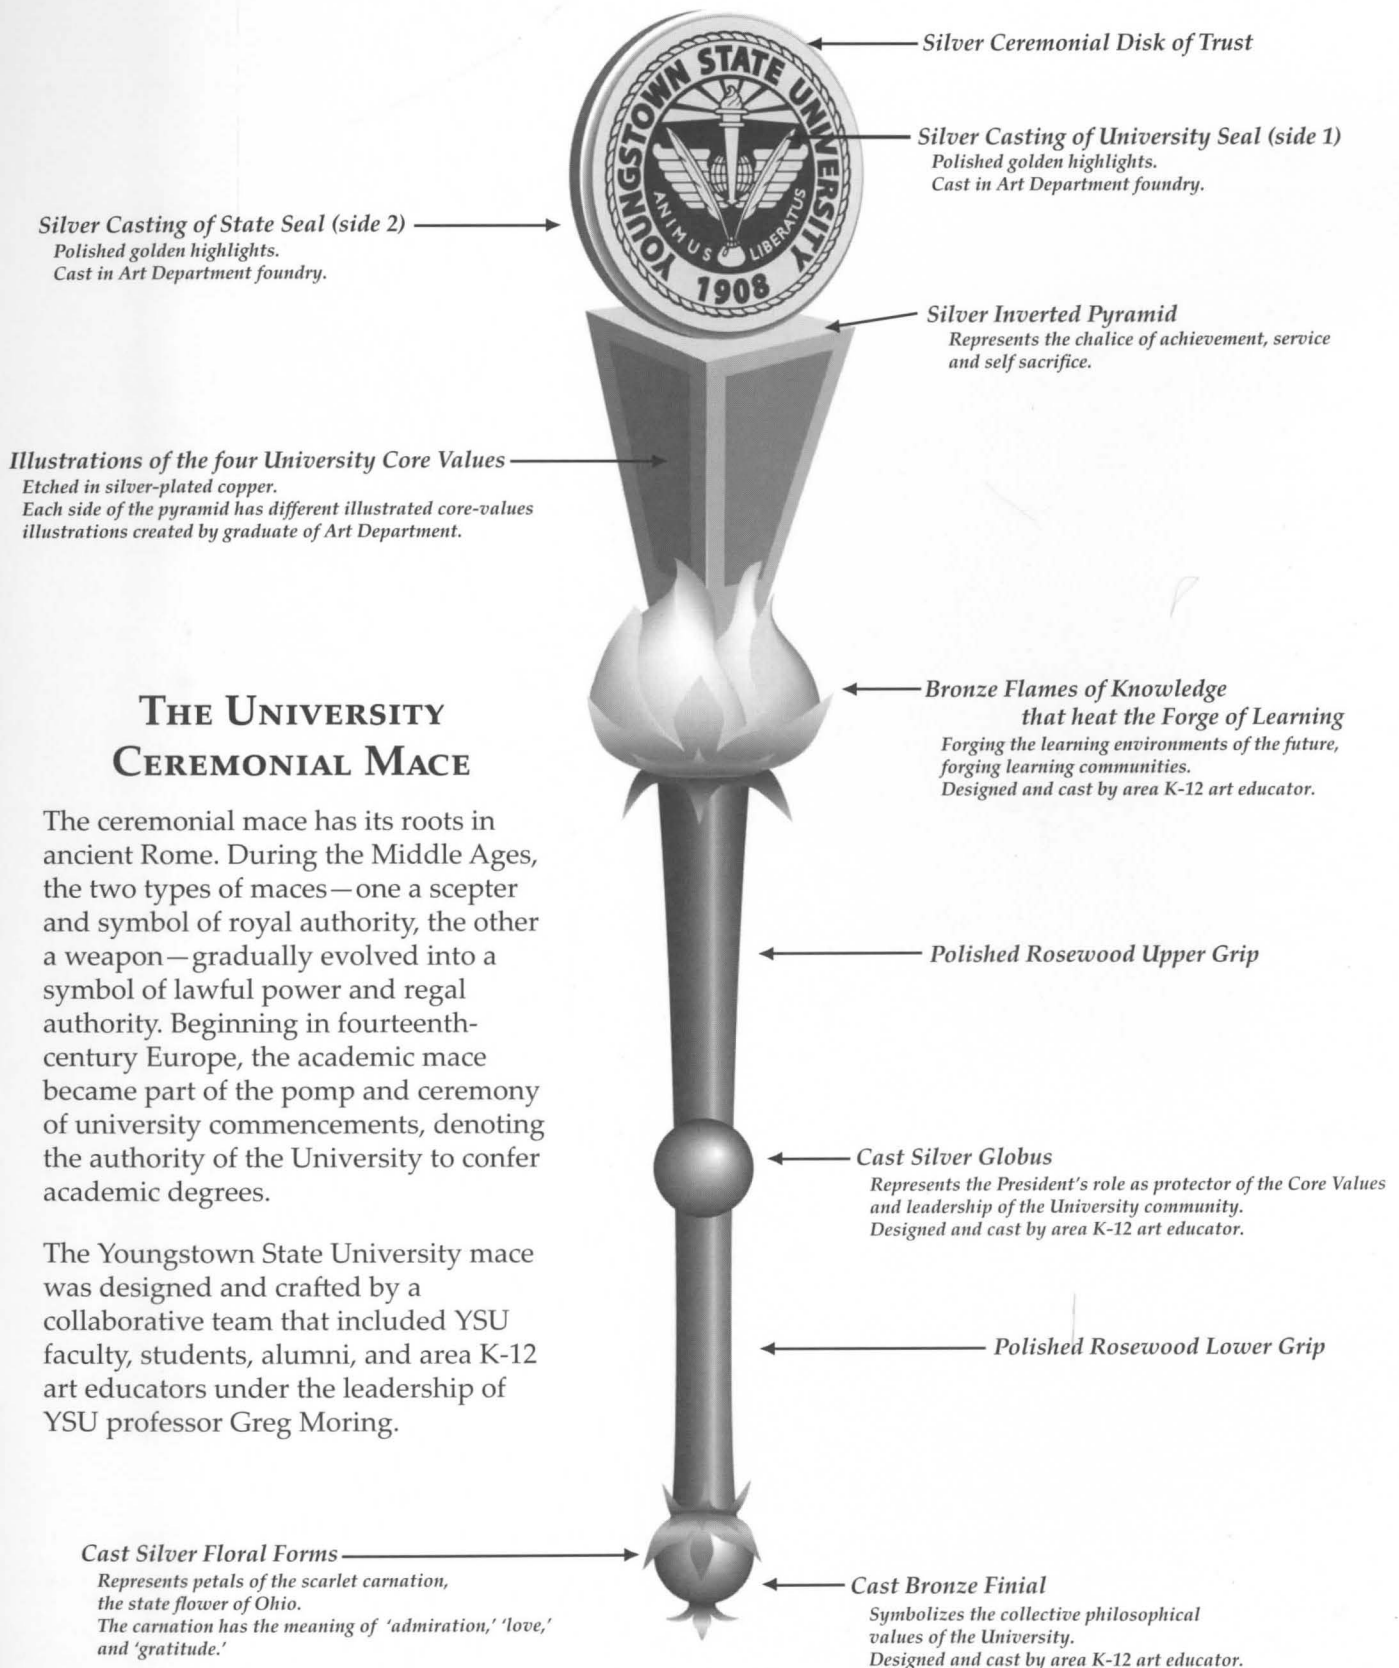 Silver Ceremonial Disk of Trust
YOUNGSTOWN STATE UNIVERSITY
ANIMUS LIBERATUS
1908
Silver Casting of University Seal (side 1)
Polished golden highlights.
Cast in Art Department foundry.
Silver Casting of State Seal (side 2)
Polished golden highlights.
Cast in Art Department foundry.
Silver Inverted Pyramid
Represents the chalice of achievement, service
and self sacrifice.
Illustrations of the four University Core Values
Etched in silver-plated copper.
Each side of the pyramid has different illustrated core-values
illustrations created by graduate of Art Department.
Bronze Flames of Knowledge
that heat the Forge of Learning
Forging the learning environments of the future,
forging learning communities.
Designed and cast by area K-12 art educator.
THE UNIVERSITY
CEREMONIAL MACE
The ceremonial mace has its roots in
ancient Rome. During the Middle Ages,
the two types of maces—one a scepter
and symbol of royal authority, the other
a weapon—gradually evolved into a
symbol of lawful power and regal
authority. Beginning in fourteenth-
century Europe, the academic mace
became part of the pomp and ceremony
of university commencements, denoting
the authority of the University to confer
academic degrees.
The Youngstown State University mace
was designed and crafted by a
collaborative team that included YSU
faculty, students, alumni, and area K-12
art educators under the leadership of
YSU professor Greg Moring.
Polished Rosewood Upper Grip
Cast Silver Globus
Represents the President's role as protector of the Core Values
and leadership of the University community.
Designed and cast by area K-12 art educator.
Polished Rosewood Lower Grip
Cast Silver Floral Forms
Represents petals of the scarlet carnation,
the state flower of Ohio.
The carnation has the meaning of 'admiration,' 'love,'
and 'gratitude.'
Cast Bronze Finial
Symbolizes the collective philosophical
values of the University.
Designed and cast by area K-12 art educator.